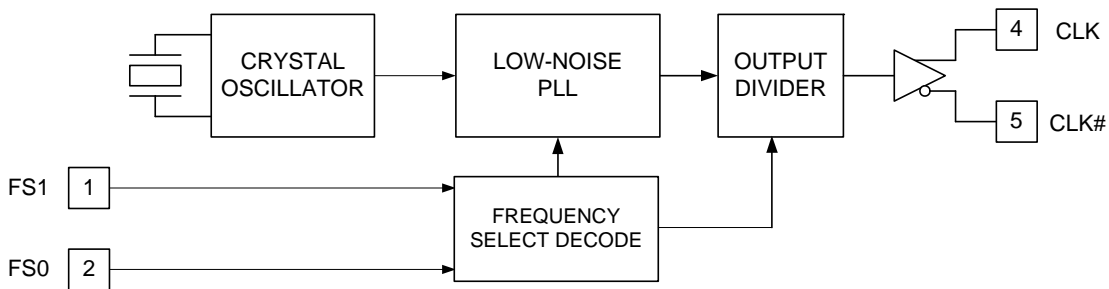 4 CLK
CRYSTAL
OSCILLATOR
LOW-NOISE
PLL
OUTPUT
DIVIDER
5 CLK#
FS1 1
FREQUENCY
SELECT DECODE
FS0 2